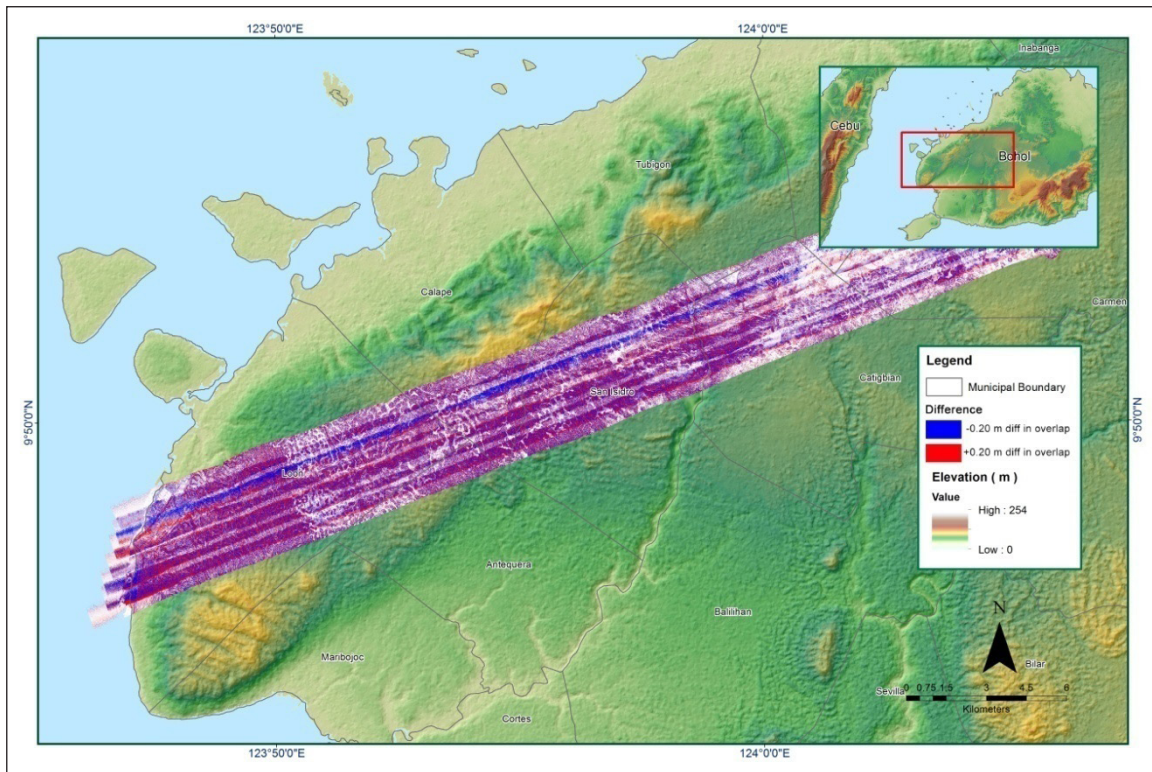 123°50'0"E
124°0'0"E
Inabanga
Cebu
Bohol
Tubigon
Calape
Carmen
San Isidro
Catigbian
Loon
9°50'0"N
9°50'0"N
Legend
Municipal Boundary
Difference
-0.20 m diff in overlap
+0.20 m diff in overlap
Elevation ( m )
Value
High : 254
Low : 0
Antequera
Balilihan
N
Maribojoc
Bilar
Sevilla
0 0.75 1.5 3 4.5 6
Kilometers
Cortes
123°50'0"E
124°0'0"E